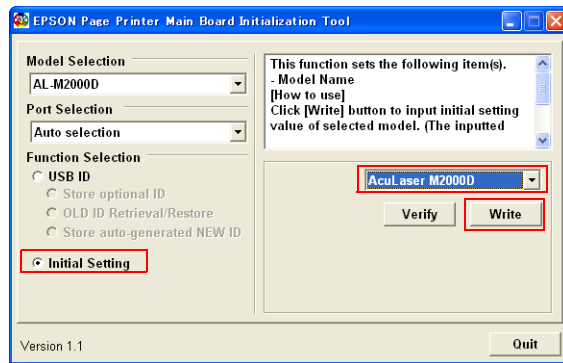 EPSON Page Printer Main Board Initialization Tool
Model Selection
AL-M2000D
Port Selection
Auto selection
Function Selection
USB ID
Store optional ID
OLD ID Retrieval/Restore
Store auto-generated NEW ID
Initial Setting
This function sets the following item(s).
- Model Name
[How to use]
Click [Write] button to input initial setting
value of selected model. (The inputted
AcuLaser M2000D
Verify
Write
Version 1.1
Quit